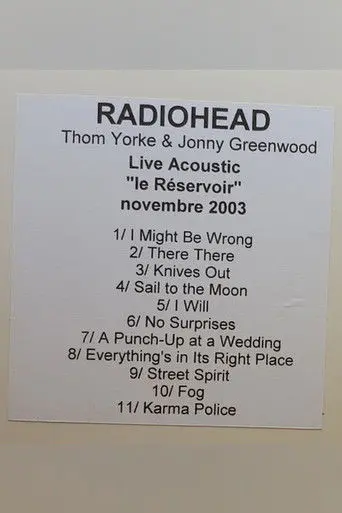 RADIOHEAD
Thom Yorke & Jonny Greenwood
Live Acoustic
"le Réservoir"
novembre 2003
1/ I Might Be Wrong
2/ There There
3/ Knives Out
4/ Sail to the Moon
5/ I Will
6/ No Surprises
7/ A Punch-Up at a Wedding
8/ Everything's in Its Right Place
9/ Street Spirit
10/ Fog
11/ Karma Police